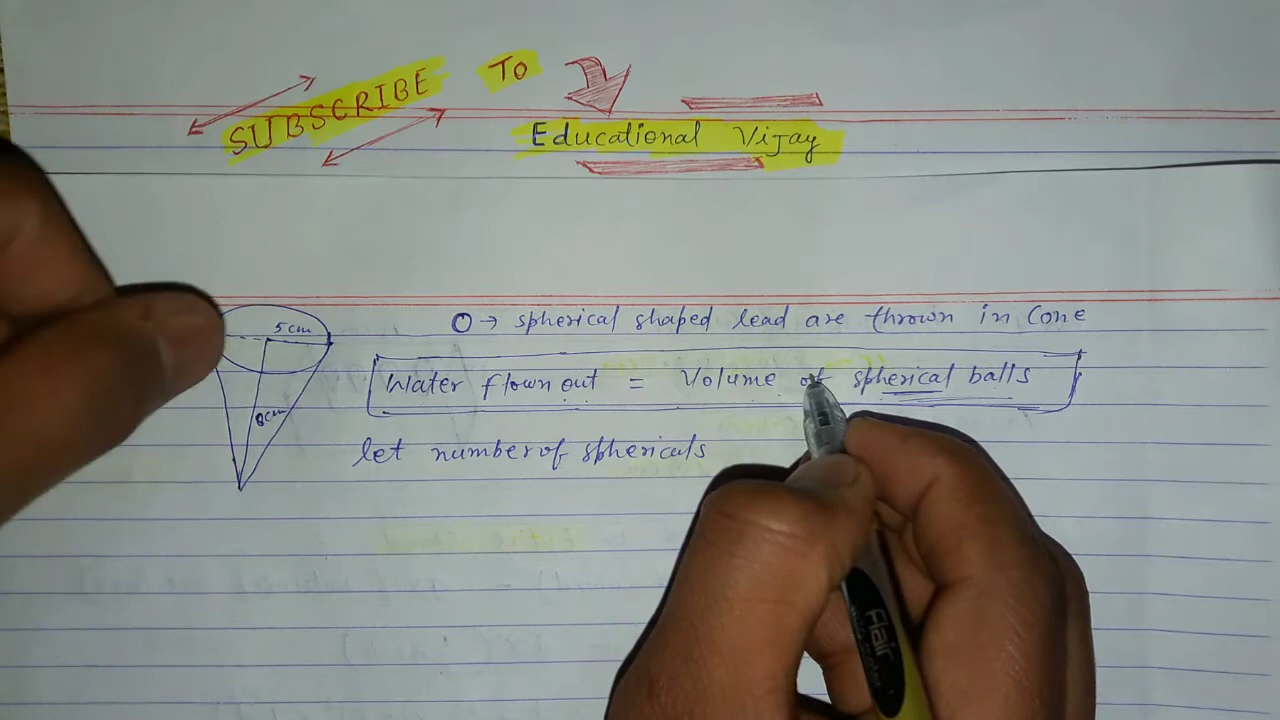 SUBSCRIBE To
Educational Vijay
5cm
8cm
O → spherical shaped lead are thrown in Cone
Water flown out = Volume of spherical balls
let number of sphericals
Flair